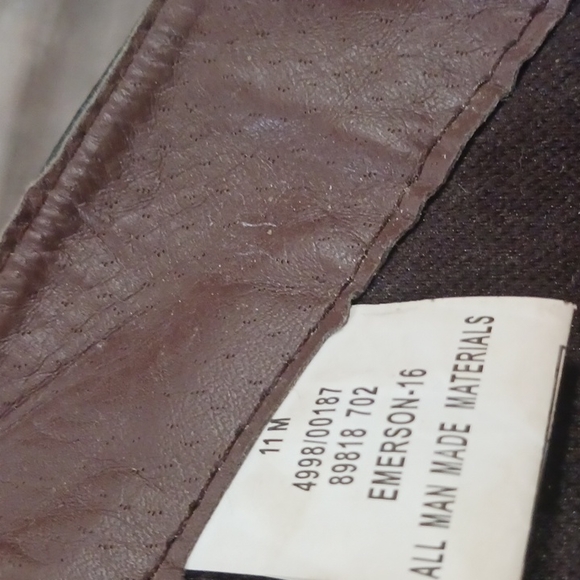 11 M
4998/00187
89818 702
EMERSON-16
ALL MAN MADE MATERIALS